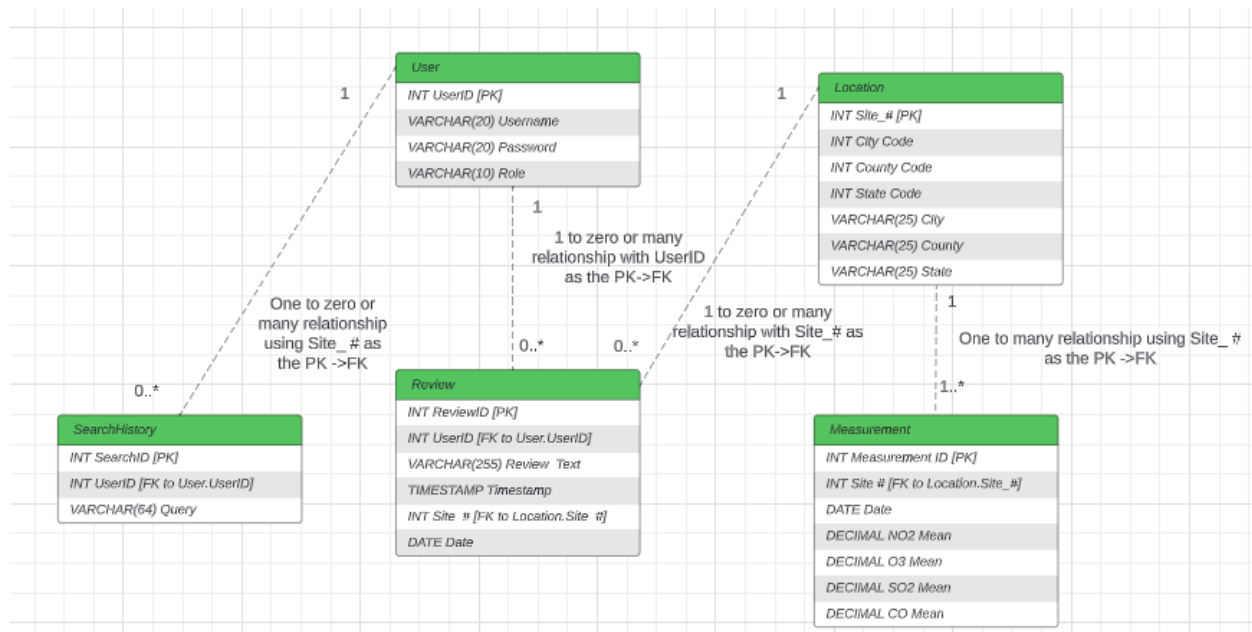 User
INT UserID [PK]
VARCHAR(20) Username
VARCHAR(20) Password
VARCHAR(10) Role
Location
INT Site_# [PK]
INT City Code
INT County Code
INT State Code
VARCHAR(25) City
VARCHAR(25) County
VARCHAR(25) State
1
1
1
1 to zero or many
relationship with UserID
as the PK->FK
One to zero or
many relationship
using Site_ # as
the PK ->FK
1
1 to zero or many
relationship with Site_# as
the PK->FK
One to many relationship using Site_ #
as the PK ->FK
0..*
0..*
0..*
1..*
SearchHistory
INT SearchID [PK]
INT UserID [FK to User.UserID]
VARCHAR(64) Query
Review
INT ReviewID [PK]
INT UserID [FK to User.UserID]
VARCHAR(255) Review Text
TIMESTAMP Timestamp
INT Site # [FK to Location.Site #]
DATE Date
Measurement
INT Measurement ID [PK]
INT Site # [FK to Location.Site_#]
DATE Date
DECIMAL NO2 Mean
DECIMAL O3 Mean
DECIMAL SO2 Mean
DECIMAL CO Mean